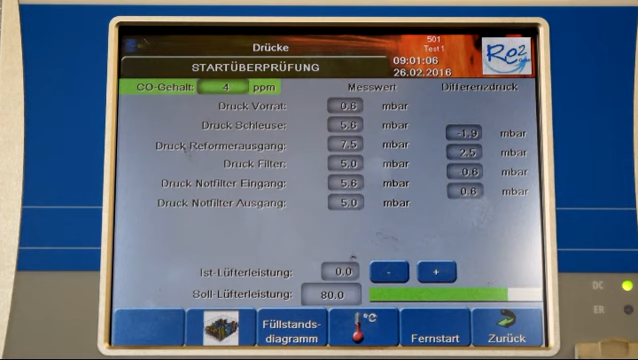 Drücke
501
Test 1
STARTÜBERPRÜFUNG
09:01:06
26.02.2016
Re2
CO-Gehalt: 4 ppm
Messwert
Differenzdruck
Druck Vorrat: 0.6 mbar
Druck Schleuse: 5.6 mbar
-1.9 mbar
Druck Reformerausgang: 7.5 mbar
2.5 mbar
Druck Filter: 5.0 mbar
0.6 mbar
Druck Notfilter Eingang: 5.6 mbar
0.6 mbar
Druck Notfilter Ausgang: 5.0 mbar
Ist-Lüfterleistung: 0.0 - +
Soll-Lüfterleistung: 80.0
Füllstands-
diagramm
°C
Fernstart
Zurück
DC
ER